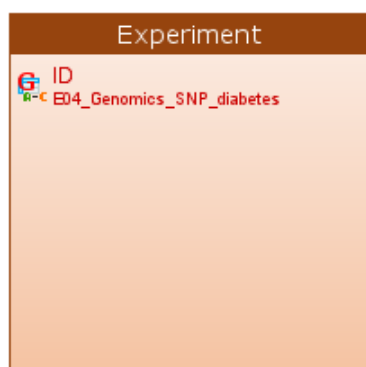 Experiment
ID
G
A-C E04_Genomics_SNP_diabetes